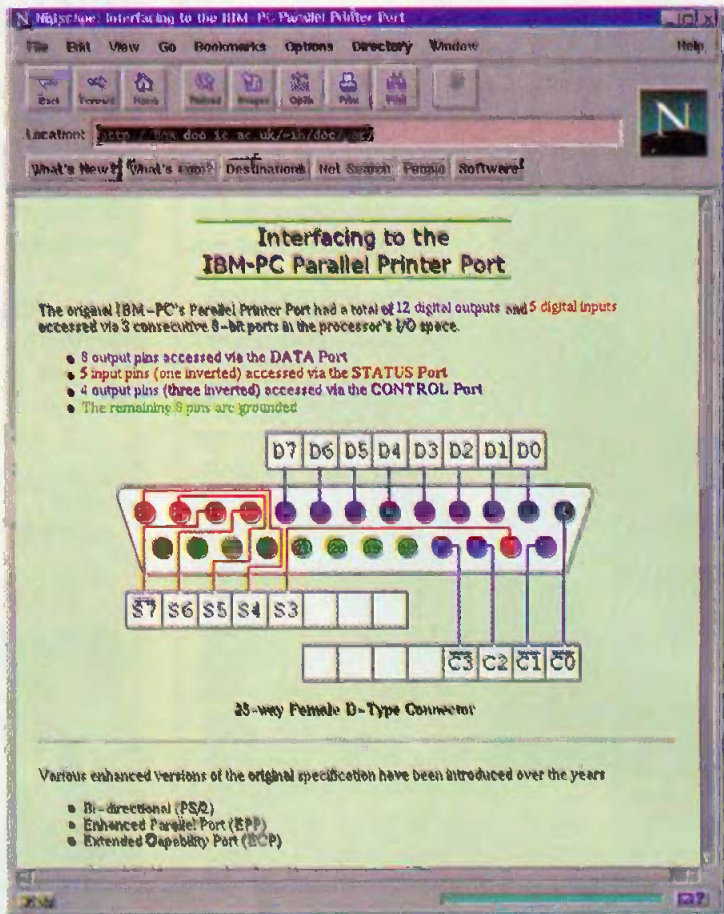 Netscape: Interfacing to the IBM-PC Parallel Printer Port
File Edit View Go Bookmarks Options Directory Window Help
Back Forward Home Reload Images Open Print Find
Location:
What's New? What's Cool? Destinations Net Search People Software
Interfacing to the
IBM-PC Parallel Printer Port
The original IBM-PC's Parallel Printer Port had a total of 12 digital outputs and 5 digital inputs
accessed via 3 consecutive 8-bit ports in the processor's I/O space.
8 output pins accessed via the DATA Port
5 input pins (one inverted) accessed via the STATUS Port
4 output pins (three inverted) accessed via the CONTROL Port
The remaining 8 pins are grounded
D7 D6 D5 D4 D3 D2 D1 D0
S7 S6 S5 S4 S3
C3 C2 C1 C0
25-way Female D-Type Connector
Various enhanced versions of the original specification have been introduced over the years
Bi-directional (PS/2)
Enhanced Parallel Port (EPP)
Extended Capability Port (ECP)